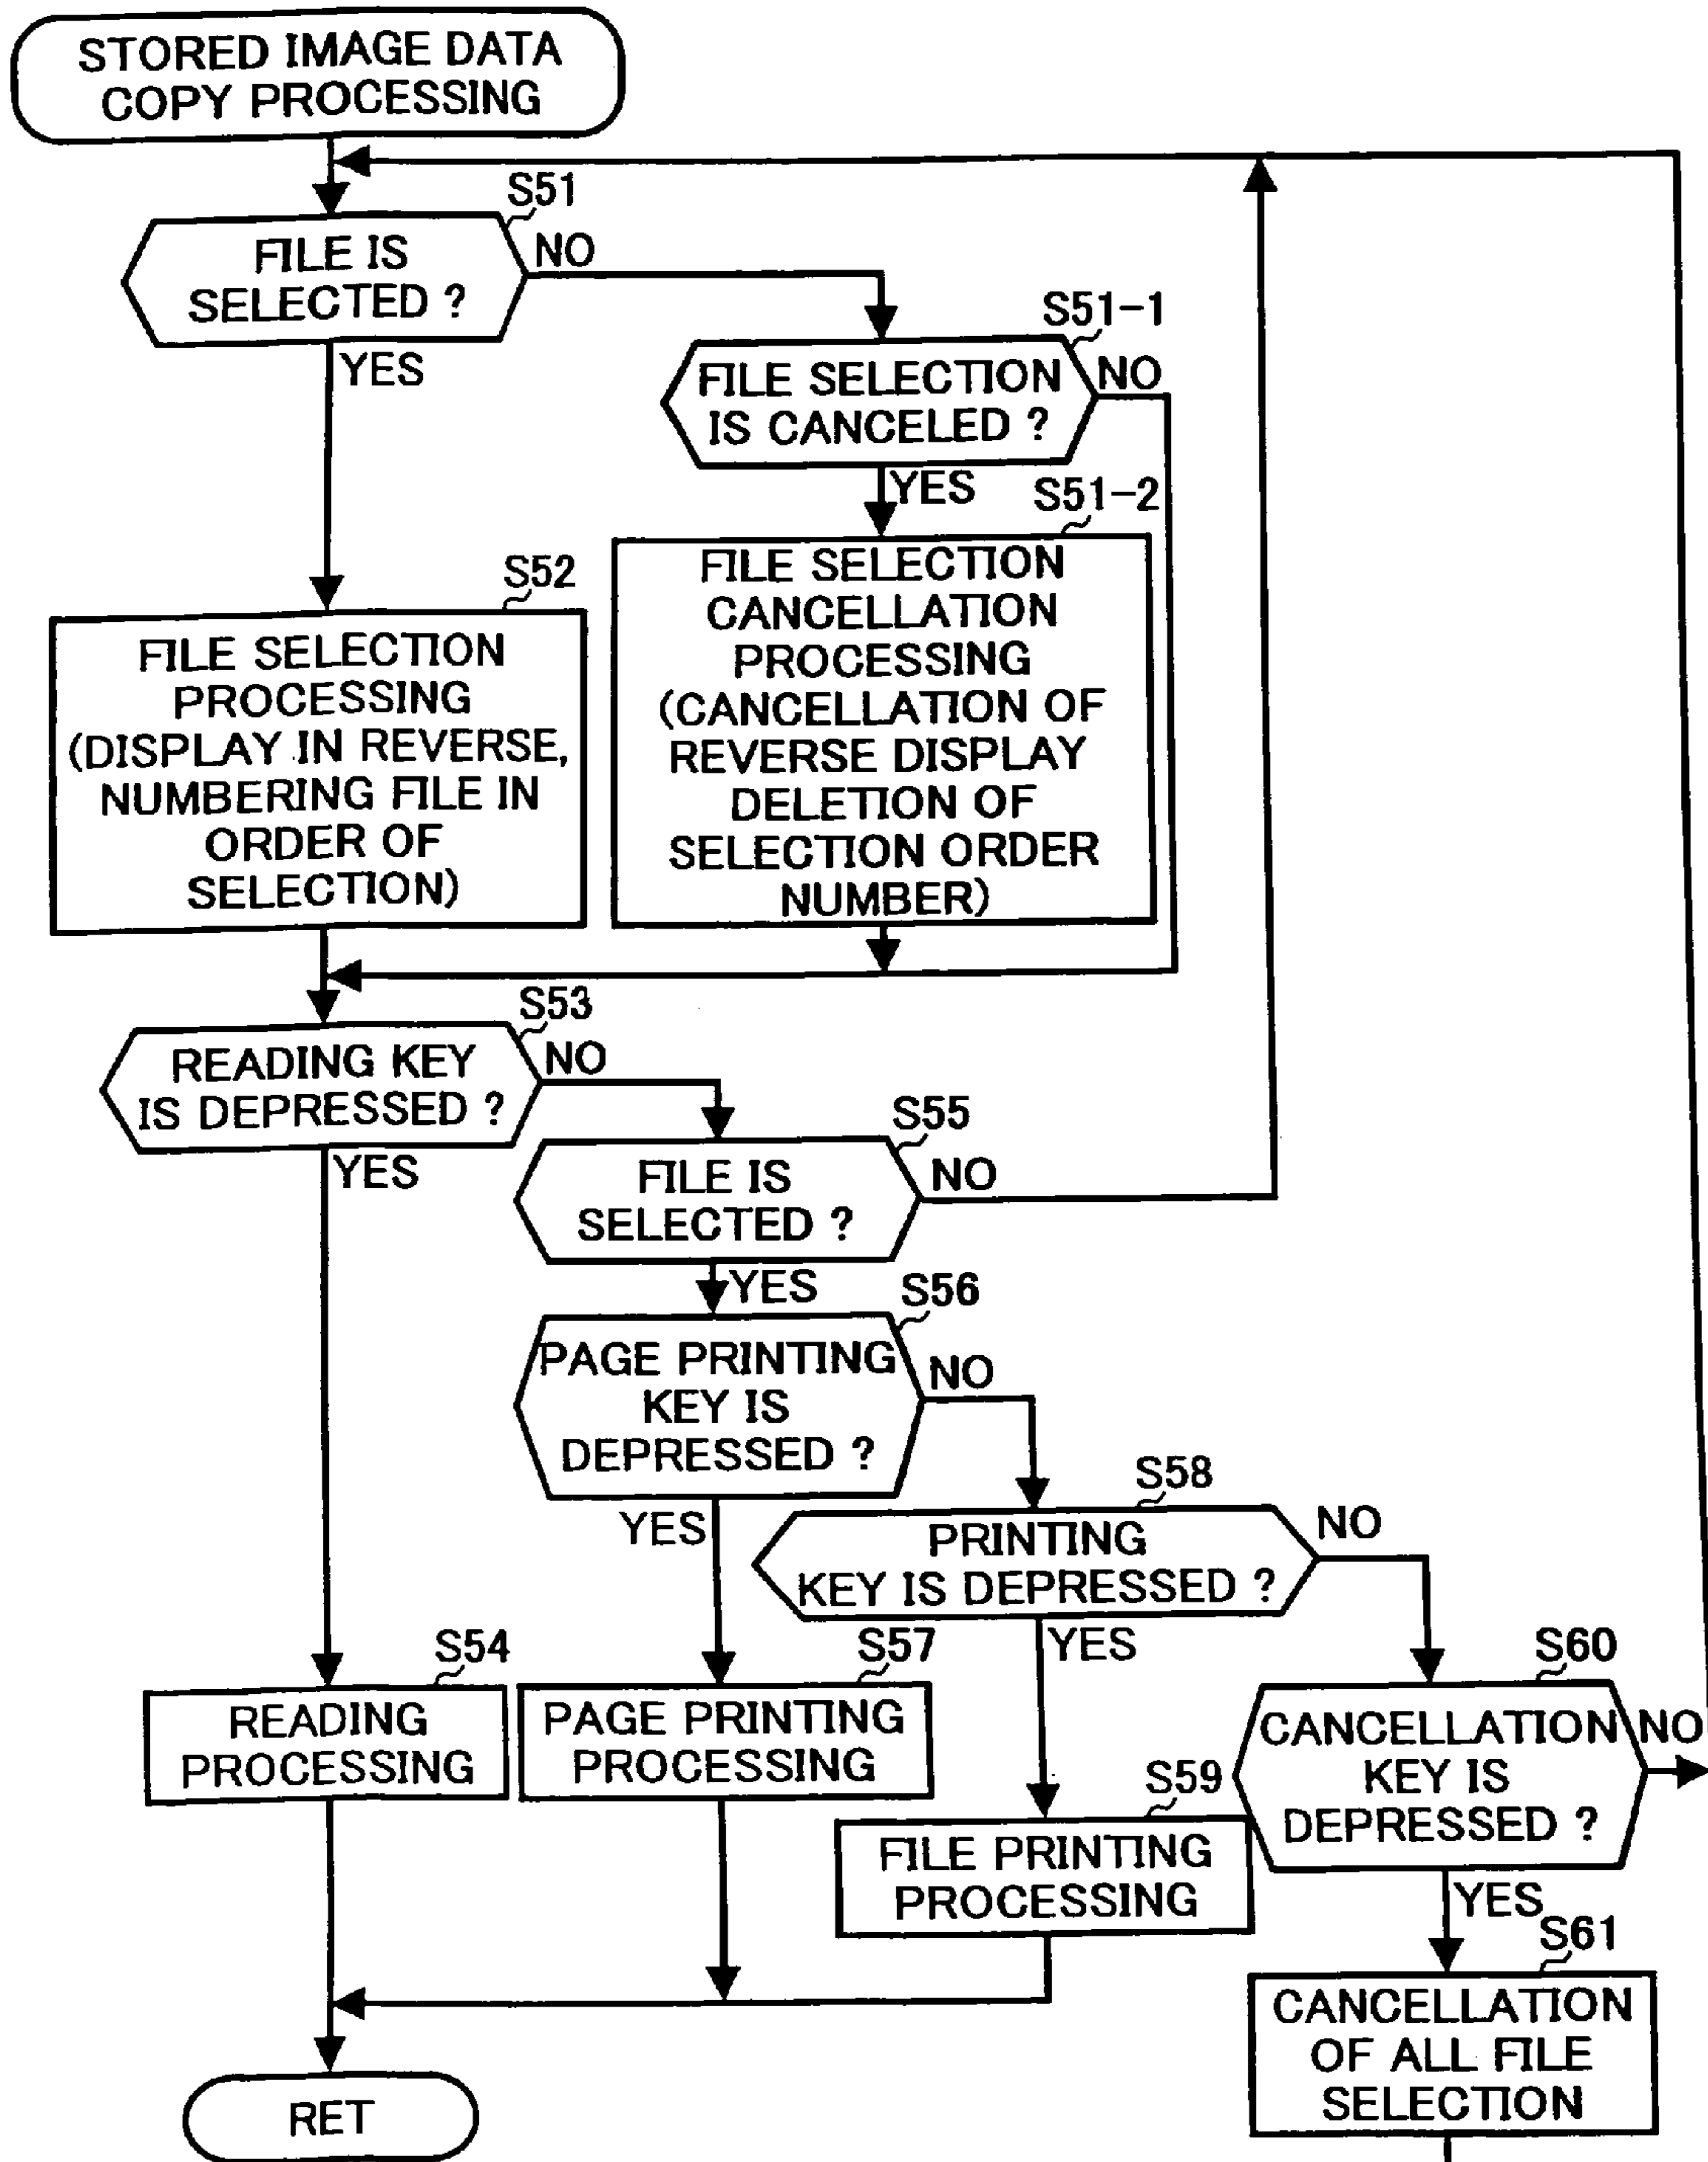 STORED IMAGE DATA
COPY PROCESSING
S51
FILE IS
SELECTED ?
NO
YES
S51-1
FILE SELECTION
IS CANCELED ?
NO
YES
S51-2
FILE SELECTION
CANCELLATION
PROCESSING
(CANCELLATION OF
REVERSE DISPLAY
DELETION OF
SELECTION ORDER
NUMBER)
S52
FILE SELECTION
PROCESSING
(DISPLAY IN REVERSE,
NUMBERING FILE IN
ORDER OF
SELECTION)
S53
READING KEY
IS DEPRESSED ?
NO
YES
S55
FILE IS
SELECTED ?
NO
YES
S56
PAGE PRINTING
KEY IS
DEPRESSED ?
NO
YES
S58
PRINTING
KEY IS DEPRESSED ?
NO
YES
S54
READING
PROCESSING
S57
PAGE PRINTING
PROCESSING
S60
CANCELLATION
KEY IS
DEPRESSED ?
NO
YES
S59
FILE PRINTING
PROCESSING
S61
CANCELLATION
OF ALL FILE
SELECTION
RET